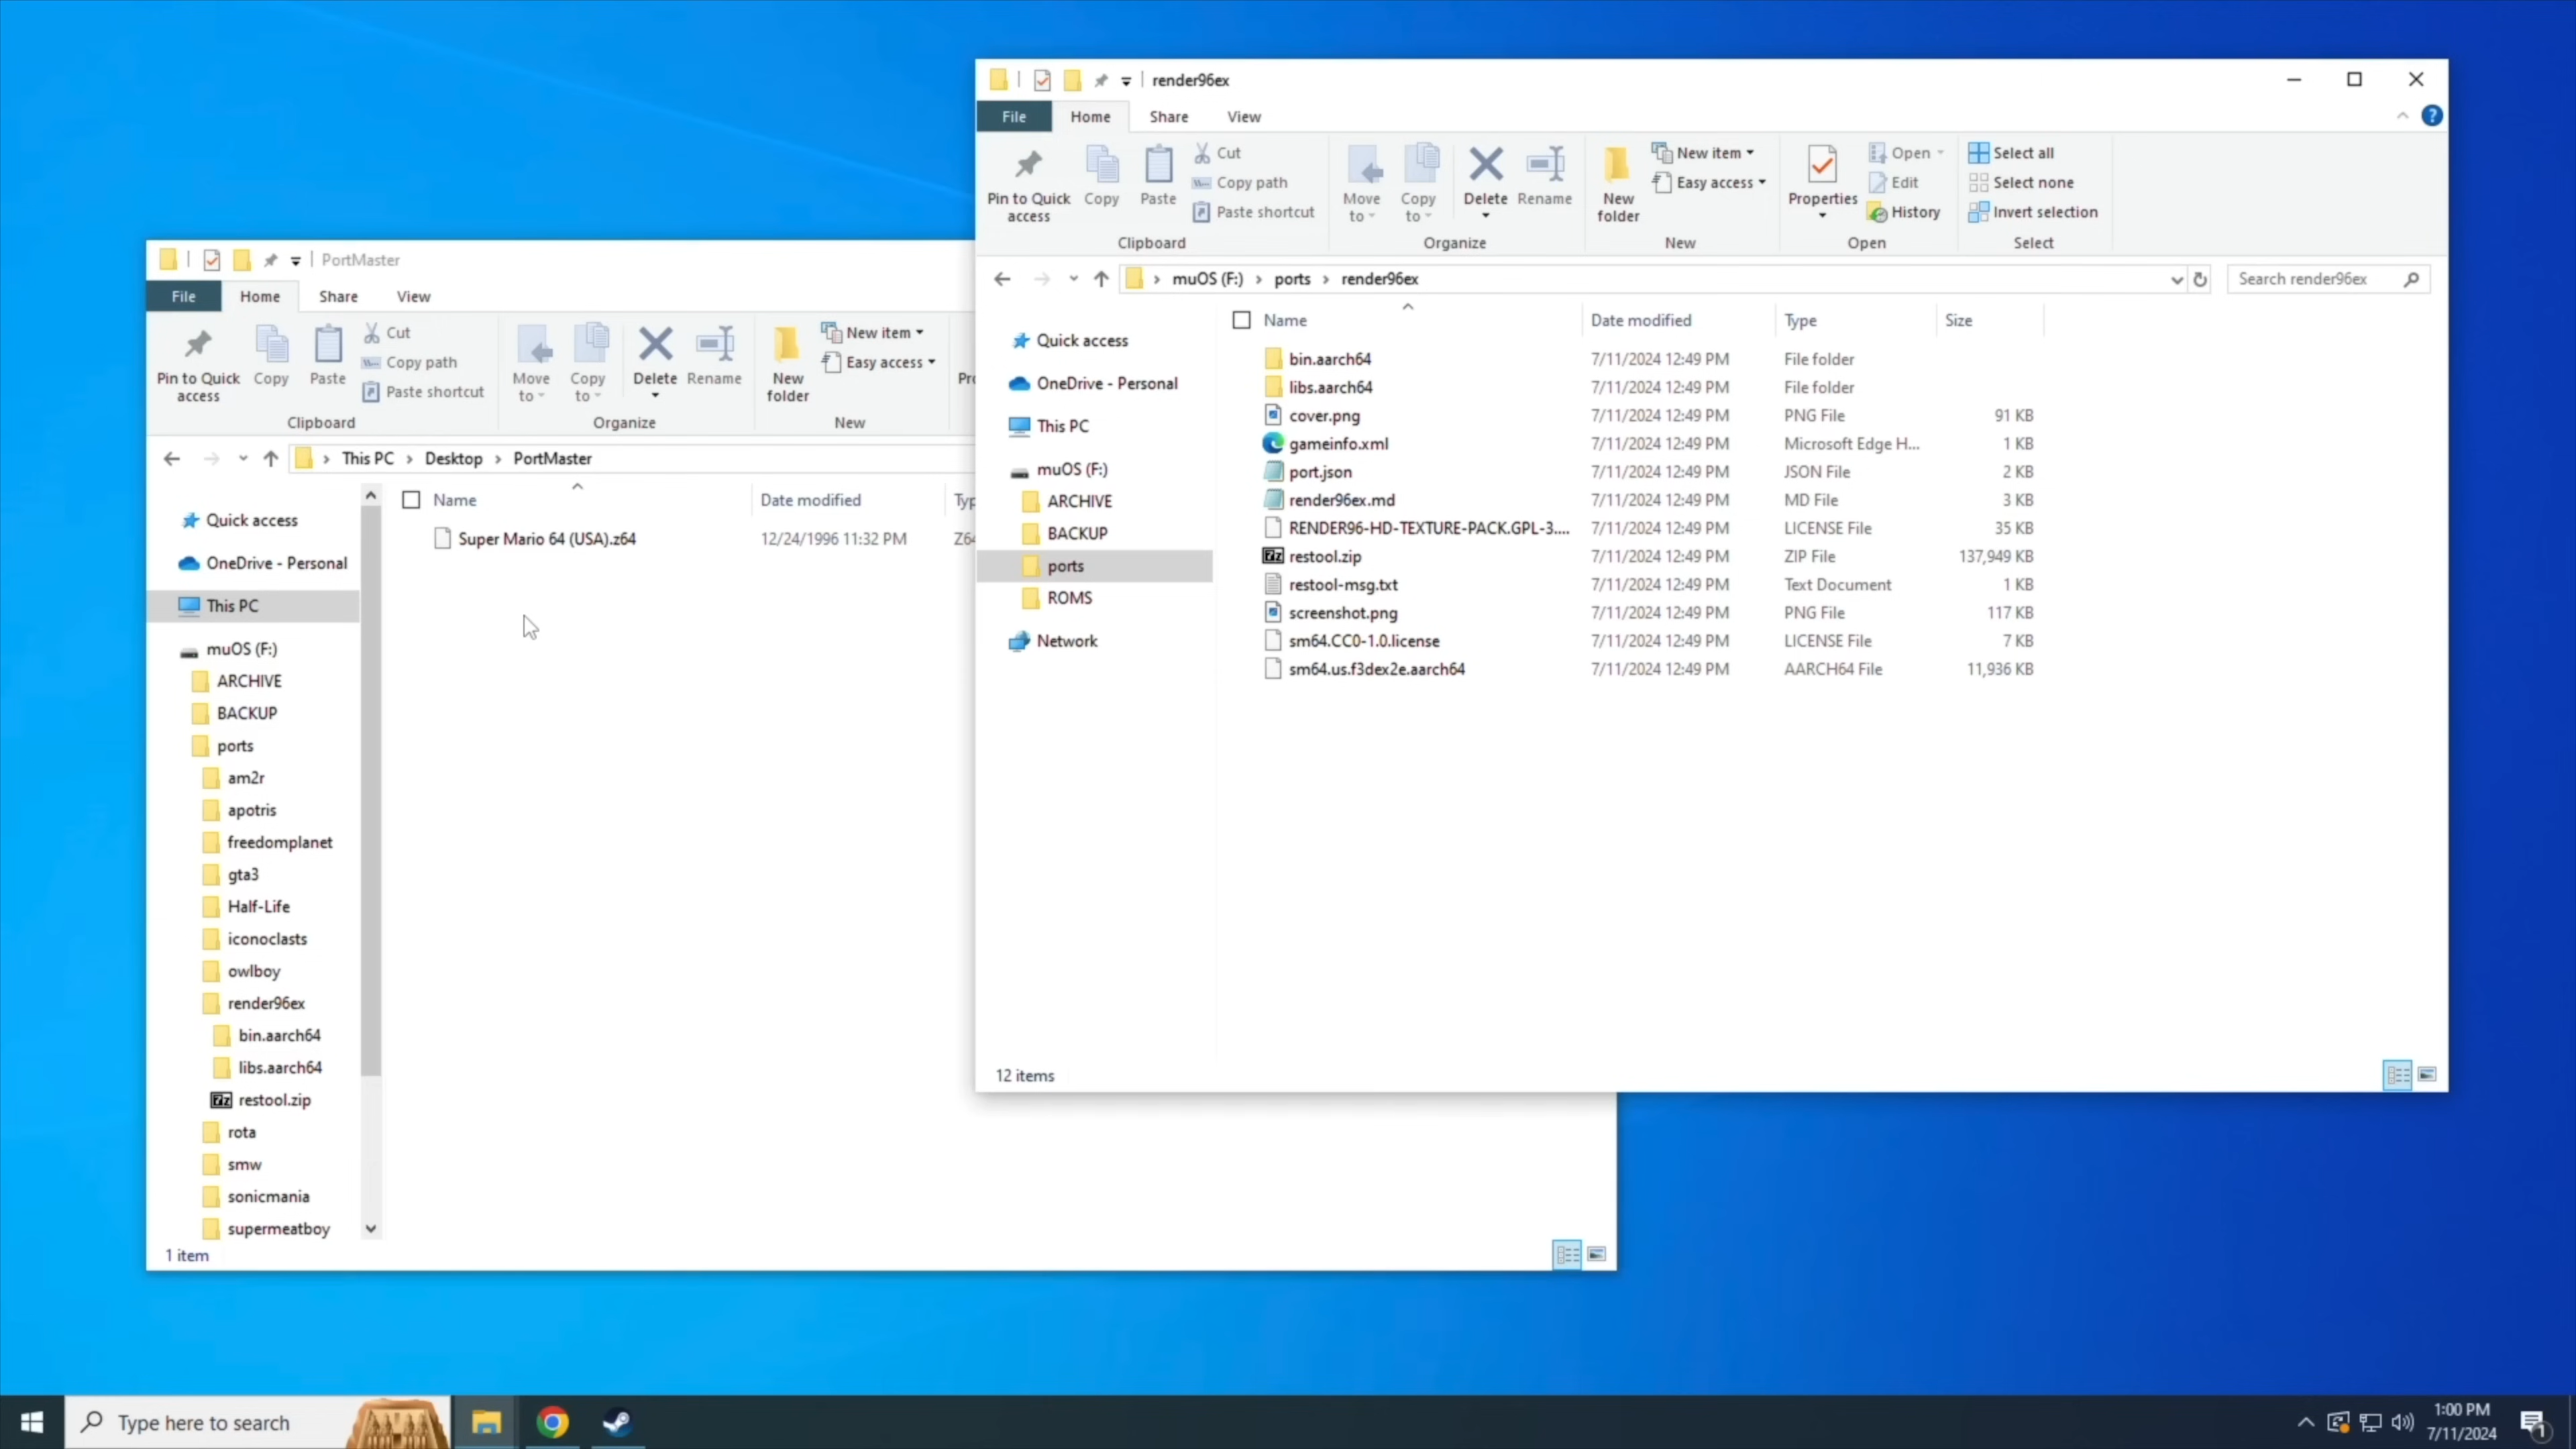 render96ex
File Home Share View
Pin to Quick access
Copy
Paste
Cut
Copy path
Paste shortcut
Move to
Copy to
Delete
Rename
New folder
New item
Easy access
Properties
Open
Edit
History
Select all
Select none
Invert selection
Clipboard Organize New Open Select
muOS (F:) ports render96ex
Search render96ex
Name Date modified Type Size
Quick access
OneDrive - Personal
This PC
muOS (F:)
ARCHIVE
BACKUP
ports
ROMS
Network
bin.aarch64 7/11/2024 12:49 PM File folder
libs.aarch64 7/11/2024 12:49 PM File folder
cover.png 7/11/2024 12:49 PM PNG File 91 KB
gameinfo.xml 7/11/2024 12:49 PM Microsoft Edge H... 1 KB
port.json 7/11/2024 12:49 PM JSON File 2 KB
render96ex.md 7/11/2024 12:49 PM MD File 3 KB
RENDER96-HD-TEXTURE-PACK.GPL-3.... 7/11/2024 12:49 PM LICENSE File 35 KB
restool.zip 7/11/2024 12:49 PM ZIP File 137,949 KB
restool-msg.txt 7/11/2024 12:49 PM Text Document 1 KB
screenshot.png 7/11/2024 12:49 PM PNG File 117 KB
sm64.CC0-1.0.license 7/11/2024 12:49 PM LICENSE File 7 KB
sm64.us.f3dex2e.aarch64 7/11/2024 12:49 PM AARCH64 File 11,936 KB
12 items
PortMaster
File Home Share View
Pin to Quick access
Copy
Paste
Cut
Copy path
Paste shortcut
Move to
Copy to
Delete
Rename
New folder
New item
Easy access
Pr
Clipboard Organize New
This PC Desktop PortMaster
Name Date modified Ty
Super Mario 64 (USA).z64 12/24/1996 11:32 PM Z64
Quick access
OneDrive - Personal
This PC
muOS (F:)
ARCHIVE
BACKUP
ports
am2r
apotris
freedomplanet
gta3
Half-Life
iconoclasts
owlboy
render96ex
bin.aarch64
libs.aarch64
restool.zip
rota
smw
sonicmania
supermeatboy
1 item
Type here to search
1:00 PM
7/11/2024
1